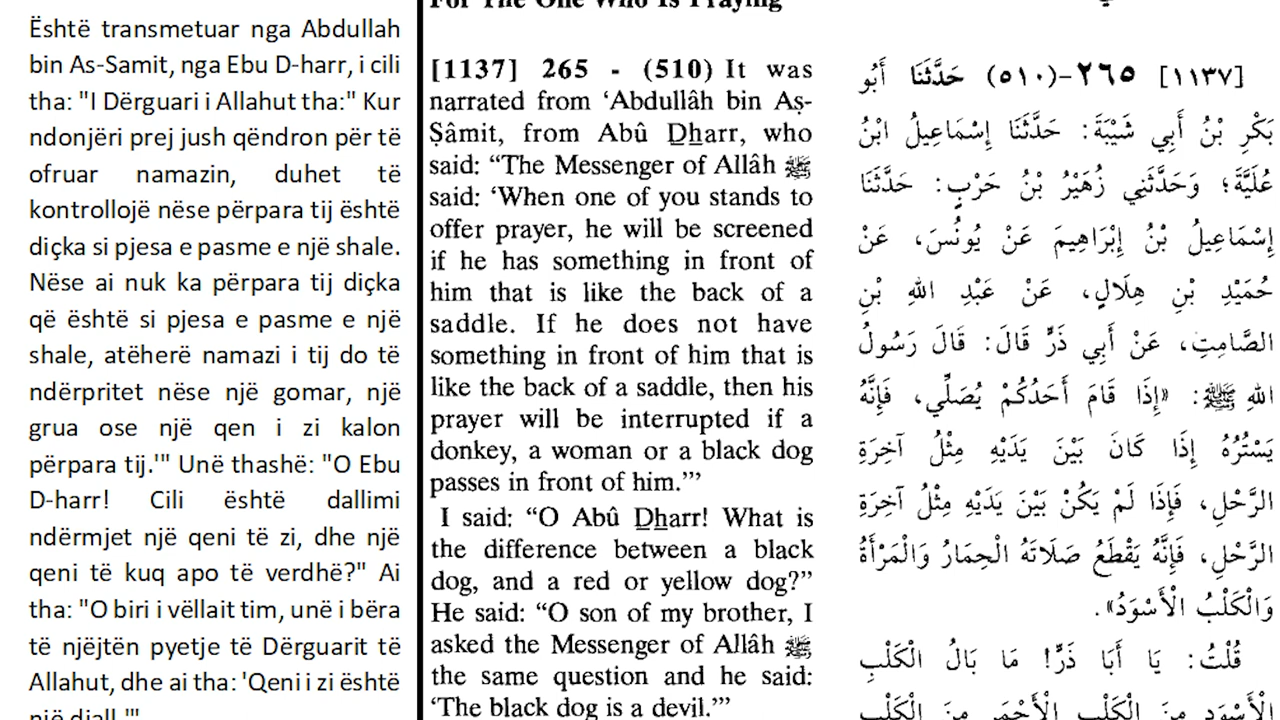 Është transmetuar nga Abdullah
bin As-Samit, nga Ebu D-harr, i cili
tha: "I Dërguari i Allahut tha:" Kur
ndonjëri prej jush qëndron për të
ofruar namazin, duhet të
kontrollojë nëse përpara tij është
diçka si pjesa e pasme e një shale.
Nëse ai nuk ka përpara tij diçka
që është si pjesa e pasme e një
shale, atëherë namazi i tij do të
ndërpritet nëse një gomar, një
grua ose një qen i zi kalon
përpara tij.'" Unë thashë: "O Ebu
D-harr! Cili është dallimi
ndërmjet një qeni të zi, dhe një
qeni të kuq apo të verdhë?" Ai
tha: "O biri i vëllait tim, unë i bëra
të njëjtën pyetje të Dërguarit të
Allahut, dhe ai tha: 'Qeni i zi është
një djall.'"
For The One Who Is Praying
[1137] 265 - (510) It was
narrated from ‘Abdullâh bin Aṣ-
Ṣâmit, from Abû Dharr, who
said: “The Messenger of Allâh ﷺ
said: ‘When one of you stands to
offer prayer, he will be screened
if he has something in front of
him that is like the back of a
saddle. If he does not have
something in front of him that is
like the back of a saddle, then his
prayer will be interrupted if a
donkey, a woman or a black dog
passes in front of him.’”
I said: “O Abû Dharr! What is
the difference between a black
dog, and a red or yellow dog?”
He said: “O son of my brother, I
asked the Messenger of Allâh ﷺ
the same question and he said:
‘The black dog is a devil.’”
[١١٣٧] ٢٦٥-(٥١٠) حَدَّثَنَا أَبُو
بَكْرِ بْنُ أَبِي شَيْبَةَ: حَدَّثَنَا إِسْمَاعِيلُ ابْنُ
عُلَيَّةَ؛ وَحَدَّثَنِي زُهَيْرُ بْنُ حَرْبٍ: حَدَّثَنَا
إِسْمَاعِيلُ بْنُ إِبْرَاهِيمَ عَنْ يُونُسَ، عَنْ
حُمَيْدِ بْنِ هِلَالٍ، عَنْ عَبْدِ اللهِ بْنِ
الصَّامِتِ، عَنْ أَبِي ذَرٍّ قَالَ: قَالَ رَسُولُ
اللهِ ﷺ: «إِذَا قَامَ أَحَدُكُمْ يُصَلِّي، فَإِنَّهُ
يَسْتُرُهُ إِذَا كَانَ بَيْنَ يَدَيْهِ مِثْلُ آخِرَةِ
الرَّحْلِ، فَإِذَا لَمْ يَكُنْ بَيْنَ يَدَيْهِ مِثْلُ آخِرَةِ
الرَّحْلِ، فَإِنَّهُ يَقْطَعُ صَلَاتَهُ الْحِمَارُ وَالْمَرْأَةُ
وَالْكَلْبُ الْأَسْوَدُ».
قُلْتُ: يَا أَبَا ذَرٍّ! مَا بَالُ الْكَلْبِ
الْأَسْوَدِ مِنَ الْكَلْبِ الْأَحْمَرِ مِنَ الْكَلْبِ